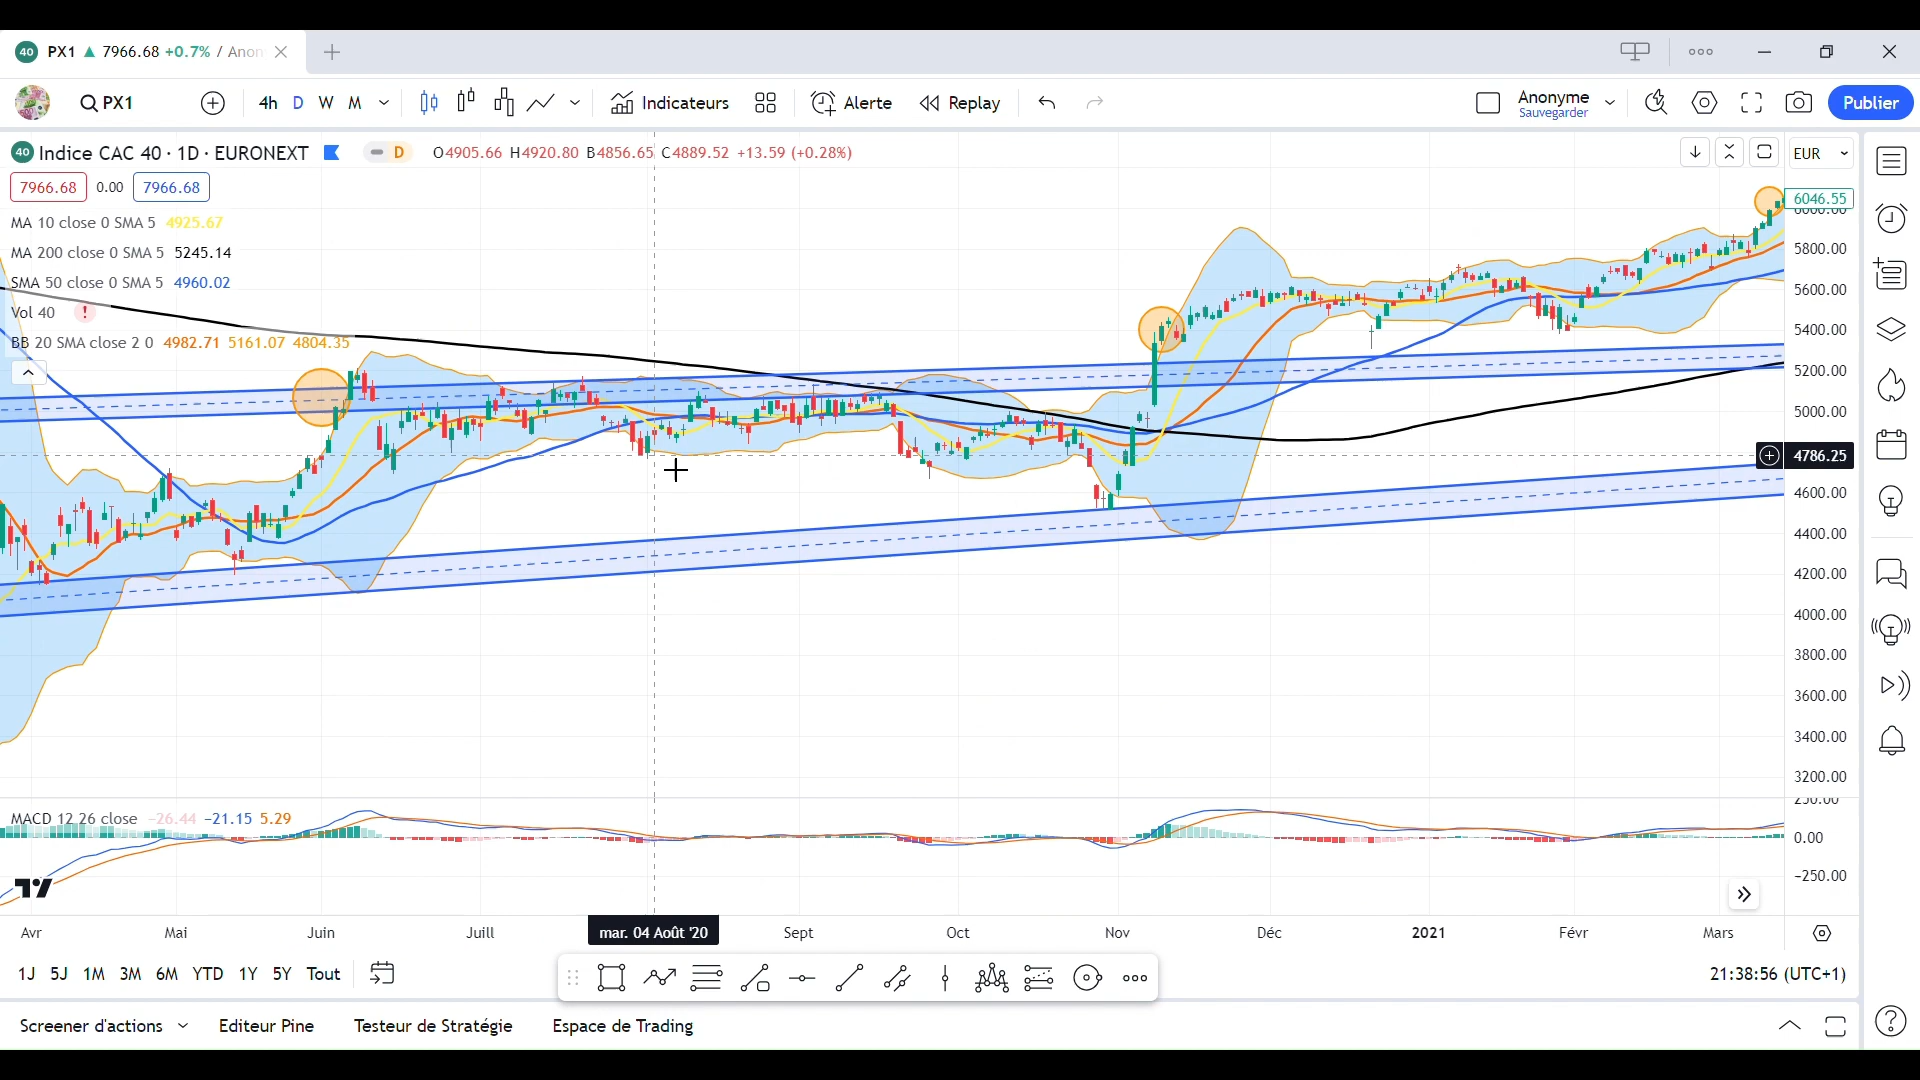 40 PX1 ▲ 7966.68 +0.7% / Anon
PX1 4h D W M Indicateurs Alerte Replay Anonyme Sauvegarder Publier
40 Indice CAC 40 · 1D · EURONEXT D O4905.66 H4920.80 B4856.65 C4889.52 +13.59 (+0.28%) EUR
7966.68 0.00 7966.68
MA 10 close 0 SMA 5 4925.67
MA 200 close 0 SMA 5 5245.14
SMA 50 close 0 SMA 5 4960.02
Vol 40 !
BB 20 SMA close 2 0 4982.71 5161.07 4804.35
6046.55
6000.00
5800.00
5600.00
5400.00
5200.00
5000.00
4786.25
4600.00
4400.00
4200.00
4000.00
3800.00
3600.00
3400.00
3200.00
MACD 12 26 close -26.44 -21.15 5.29
250.00
0.00
-250.00
Avr Mai Juin Juill mar. 04 Août '20 Sept Oct Nov Déc 2021 Févr Mars
1J 5J 1M 3M 6M YTD 1Y 5Y Tout 21:38:56 (UTC+1)
Screener d'actions Editeur Pine Testeur de Stratégie Espace de Trading